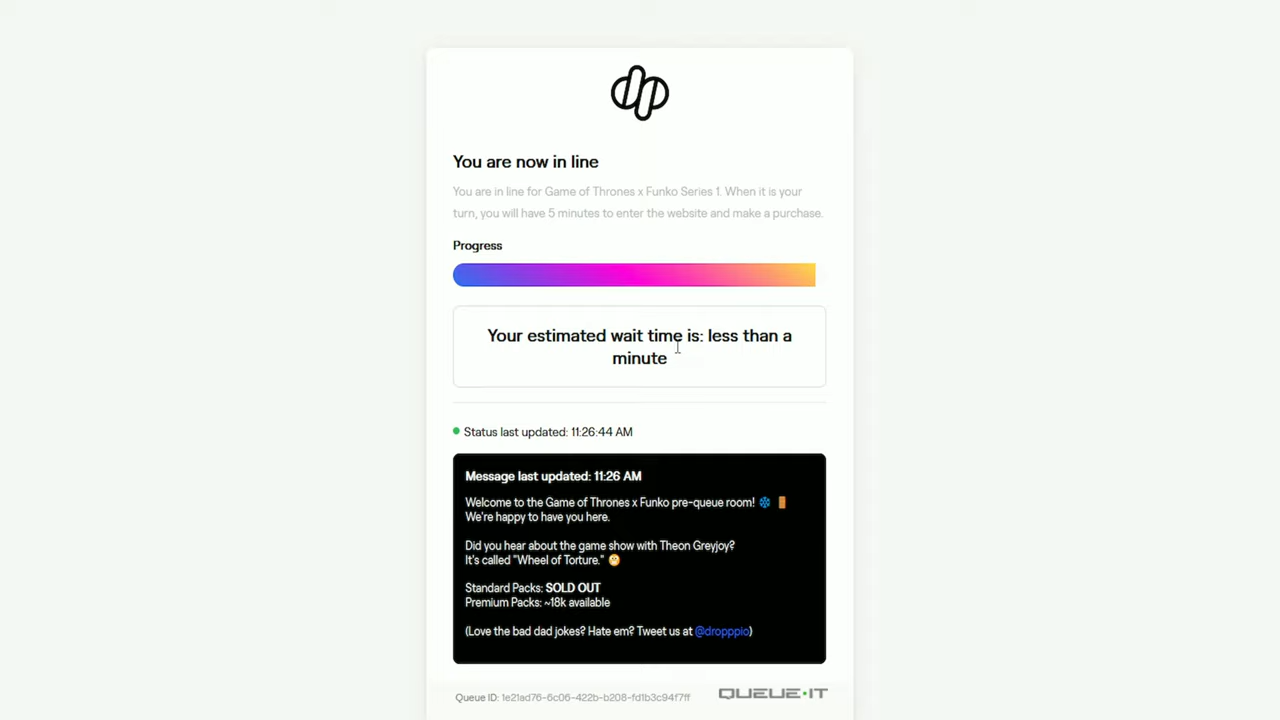 You are now in line
You are in line for Game of Thrones x Funko Series 1. When it is your
turn, you will have 5 minutes to enter the website and make a purchase.
Progress
Your estimated wait time is: less than a
minute
Status last updated: 11:26:44 AM
Message last updated: 11:26 AM
Welcome to the Game of Thrones x Funko pre-queue room! ❄️ 🚪
We're happy to have you here.
Did you hear about the game show with Theon Greyjoy?
It's called "Wheel of Torture." 😬
Standard Packs: SOLD OUT
Premium Packs: ~18k available
(Love the bad dad jokes? Hate em? Tweet us at @dropppio)
Queue ID: 1e21ad76-6c06-422b-b208-fd1b3c94f7ff
QUEUE·IT